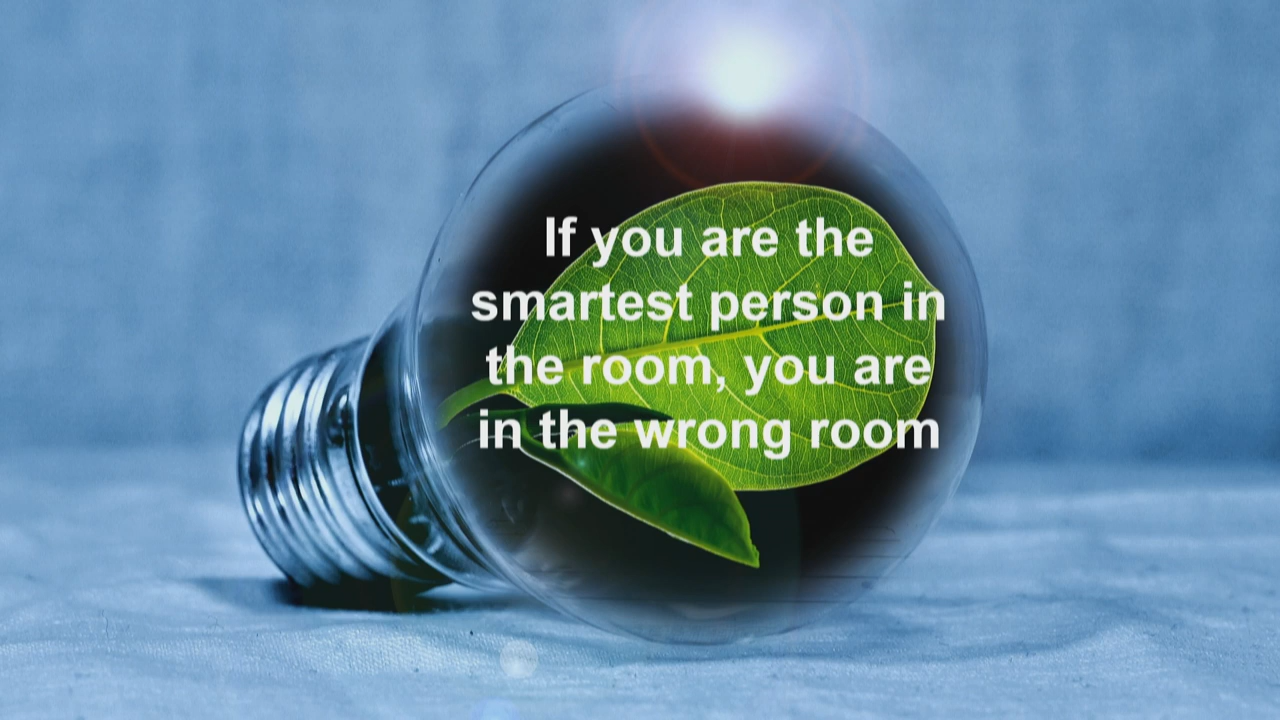 If you are the
smartest person in
the room, you are
in the wrong room